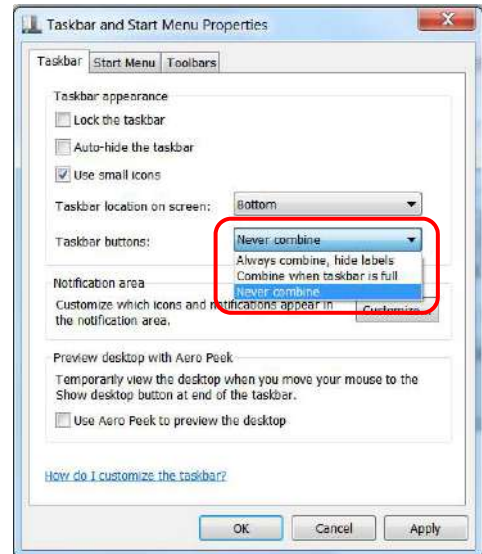 Taskbar and Start Menu Properties
Taskbar Start Menu Toolbars
Taskbar appearance
Lock the taskbar
Auto-hide the taskbar
Use small icons
Taskbar location on screen: Bottom
Taskbar buttons: Never combine
Always combine, hide labels
Combine when taskbar is full
Never combine
Notification area
Customize which icons and notifications appear in
the notification area.
Customize...
Preview desktop with Aero Peek
Temporarily view the desktop when you move your mouse to the
Show desktop button at end of the taskbar.
Use Aero Peek to preview the desktop
How do I customize the taskbar?
OK Cancel Apply